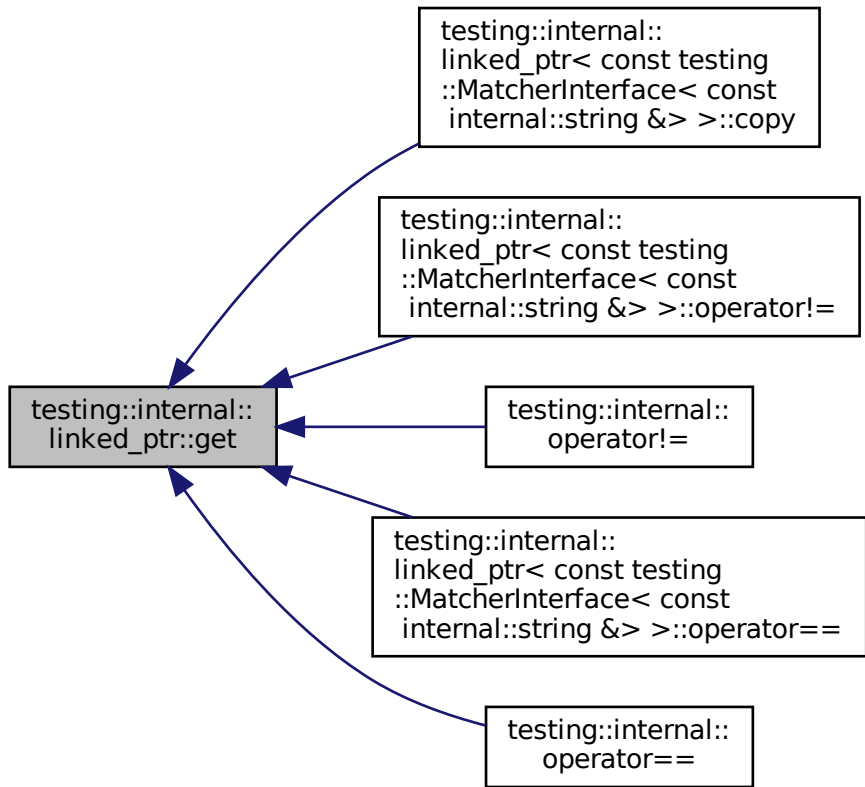 testing::internal::
linked_ptr< const testing
::MatcherInterface< const
internal::string &> >::copy
testing::internal::
linked_ptr< const testing
::MatcherInterface< const
internal::string &> >::operator!=
testing::internal::
linked_ptr::get
testing::internal::
operator!=
testing::internal::
linked_ptr< const testing
::MatcherInterface< const
internal::string &> >::operator==
testing::internal::
operator==